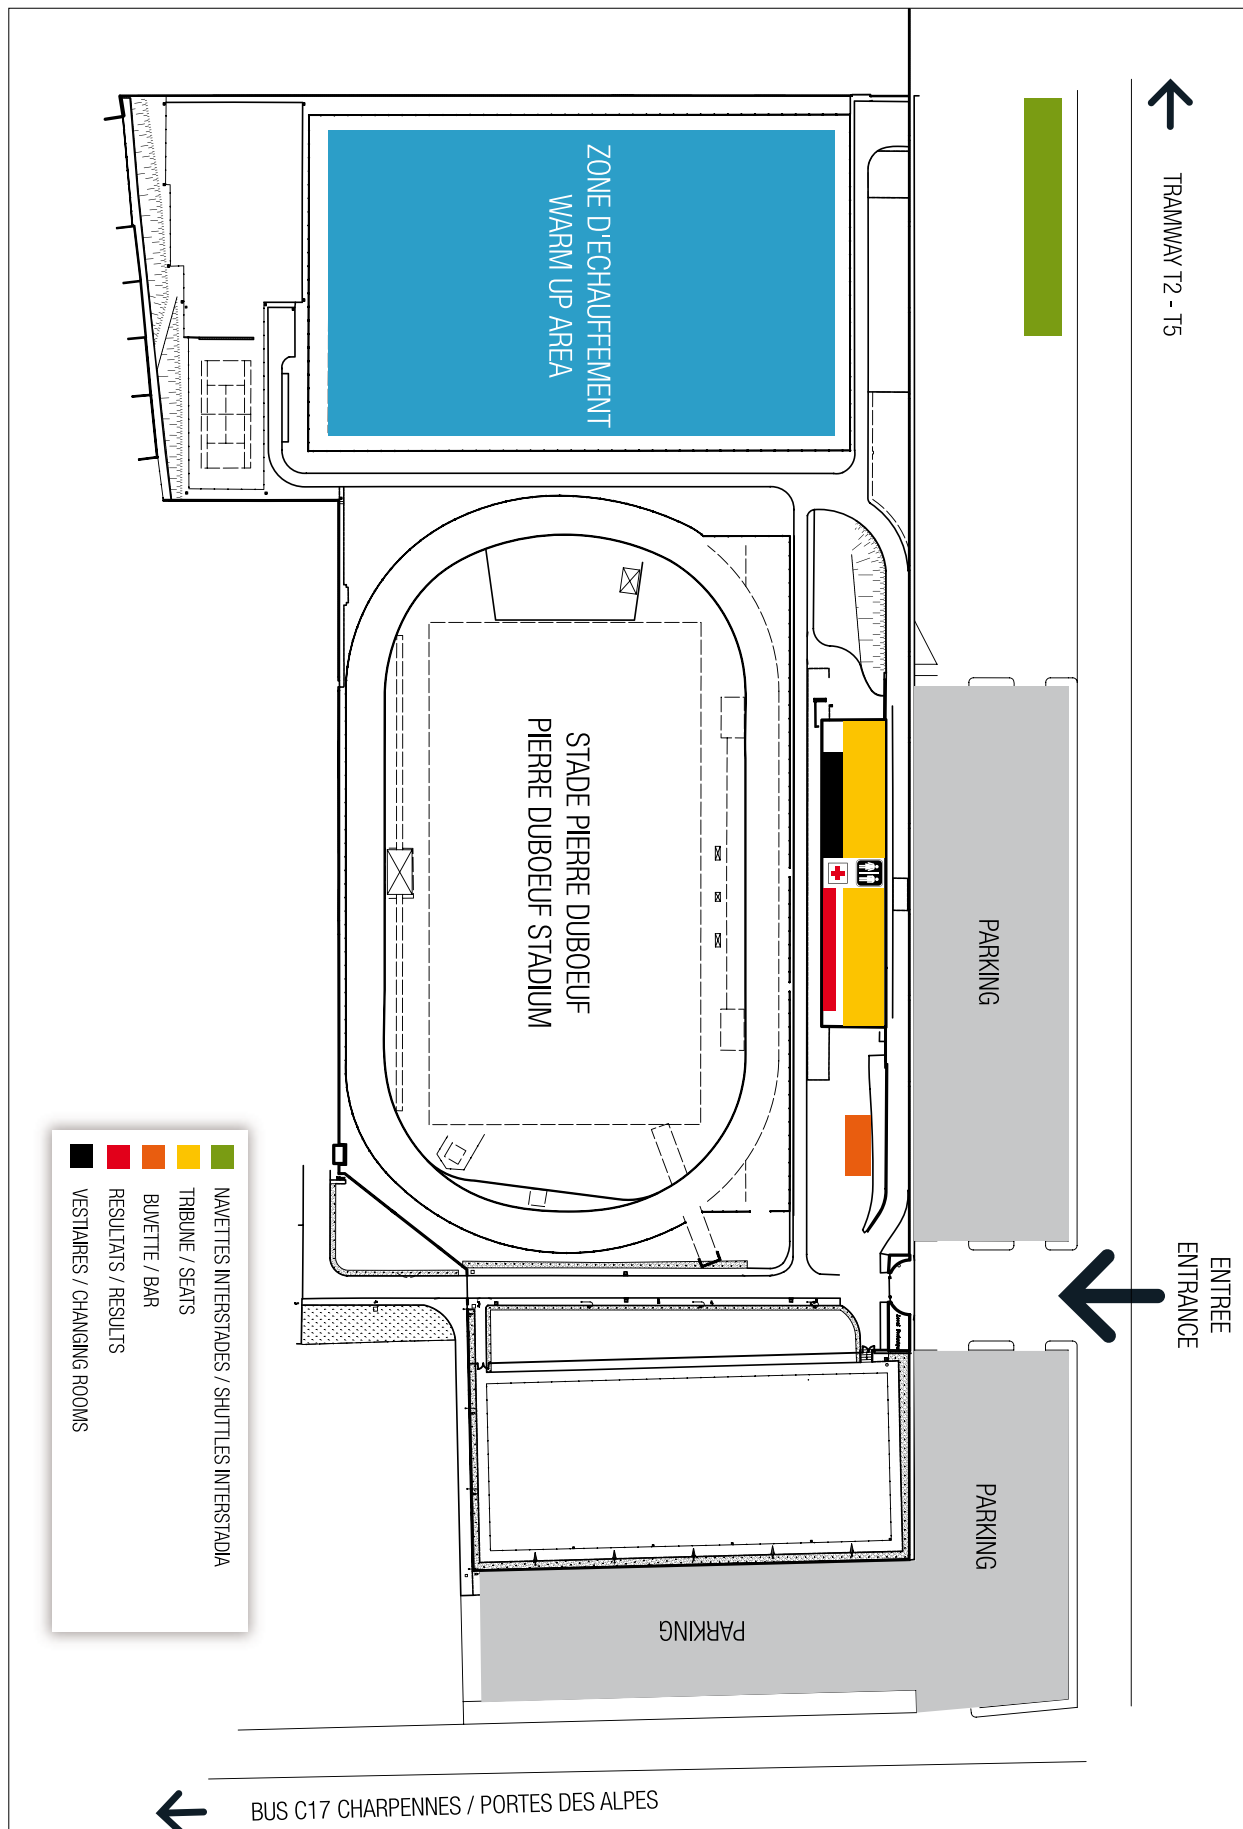 TRAMWAY T2 - T5
ZONE D'ECHAUFFEMENT
WARM UP AREA
STADE PIERRE DUBOEUF
PIERRE DUBOEUF STADIUM
PARKING
ENTREE
ENTRANCE
PARKING
PARKING
NAVETTES INTERSTADES / SHUTTLES INTERSTADIA
TRIBUNE / SEATS
BUVETTE / BAR
RESULTATS / RESULTS
VESTIAIRES / CHANGING ROOMS
BUS C17 CHARPENNES / PORTES DES ALPES